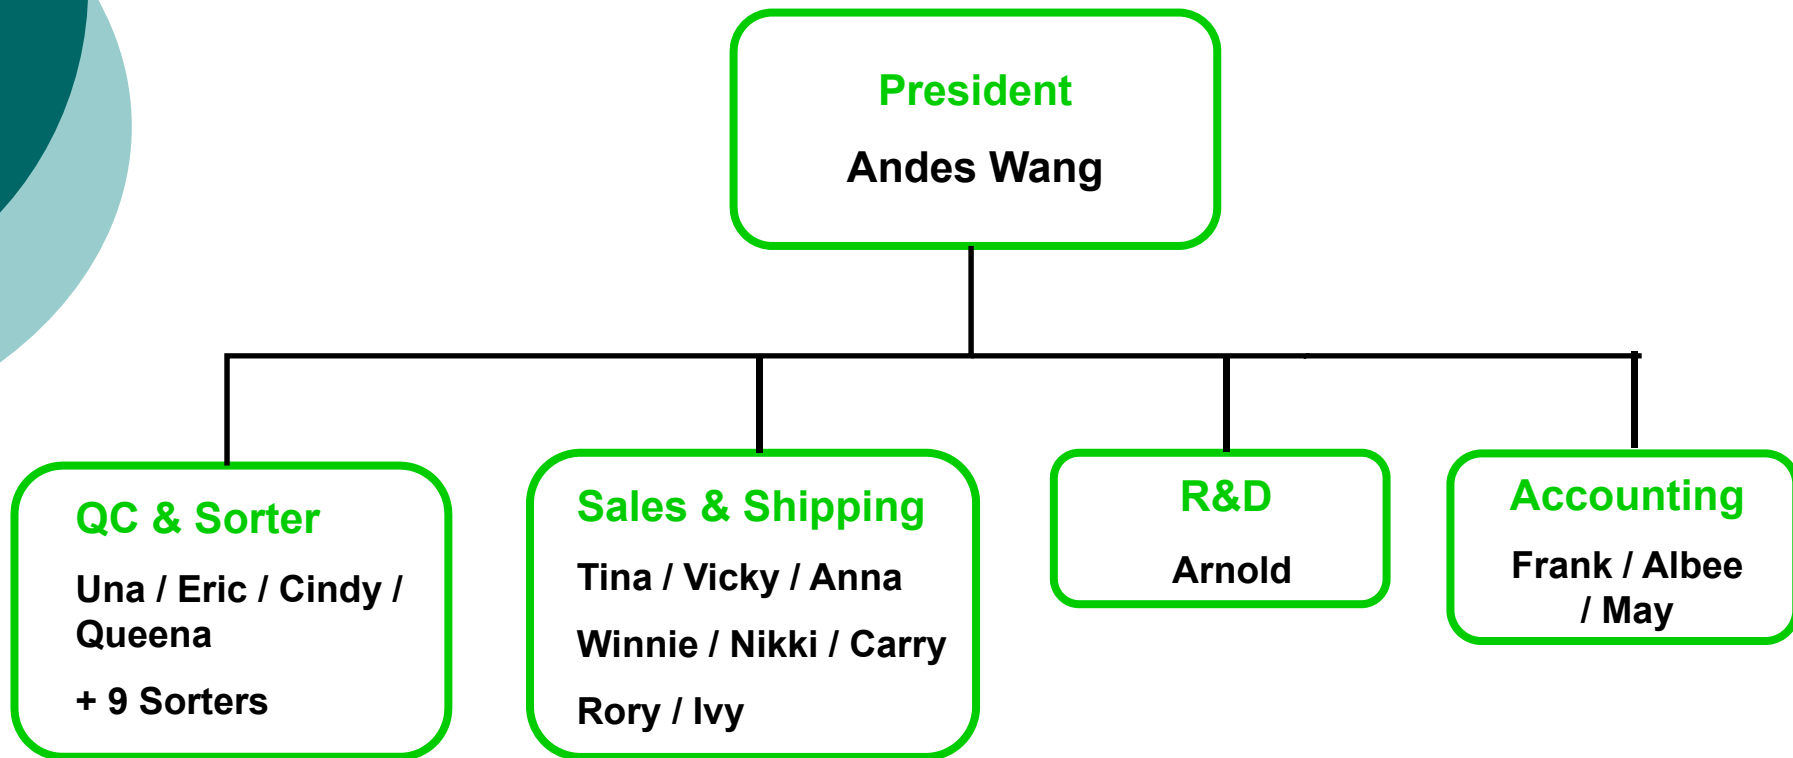 President
Andes Wang
QC & Sorter
Una / Eric / Cindy /
Queena
+ 9 Sorters
Sales & Shipping
Tina / Vicky / Anna
Winnie / Nikki / Carry
Rory / Ivy
R&D
Arnold
Accounting
Frank / Albee
/ May